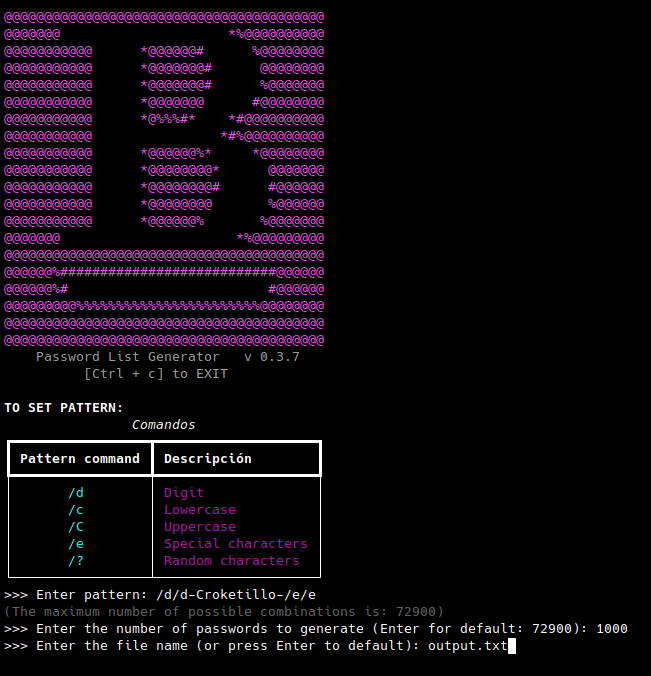 @@@@@@@@@@@@@@@@@@@@@@@@@@@@@@@@@@@@@@@@
@@@@@@@                     *%@@@@@@@@@@
@@@@@@@@@@@      *@@@@@@#      %@@@@@@@@
@@@@@@@@@@@      *@@@@@@@#      @@@@@@@@
@@@@@@@@@@@      *@@@@@@@#      %@@@@@@@
@@@@@@@@@@@      *@@@@@@@      #@@@@@@@@
@@@@@@@@@@@      *@%%%#*    *#@@@@@@@@@@
@@@@@@@@@@@                *#%@@@@@@@@@@
@@@@@@@@@@@      *@@@@@@%*     *@@@@@@@@
@@@@@@@@@@@      *@@@@@@@@*      @@@@@@@
@@@@@@@@@@@      *@@@@@@@@#      #@@@@@@
@@@@@@@@@@@      *@@@@@@@@       %@@@@@@
@@@@@@@@@@@      *@@@@@@%       %@@@@@@@
@@@@@@@                      *%@@@@@@@@@
@@@@@@@@@@@@@@@@@@@@@@@@@@@@@@@@@@@@@@@@
@@@@@@%###########################@@@@@@
@@@@@@%#                         #@@@@@@
@@@@@@@@@%%%%%%%%%%%%%%%%%%%%%%%@@@@@@@@
@@@@@@@@@@@@@@@@@@@@@@@@@@@@@@@@@@@@@@@@
@@@@@@@@@@@@@@@@@@@@@@@@@@@@@@@@@@@@@@@@
Password List Generator   v 0.3.7
[Ctrl + c] to EXIT
TO SET PATTERN:
Comandos
Pattern command Descripción
/d Digit
/c Lowercase
/C Uppercase
/e Special characters
/? Random characters
>>> Enter pattern: /d/d-Croketillo-/e/e
(The maximum number of possible combinations is: 72900)
>>> Enter the number of passwords to generate (Enter for default: 72900): 1000
>>> Enter the file name (or press Enter to default): output.txt